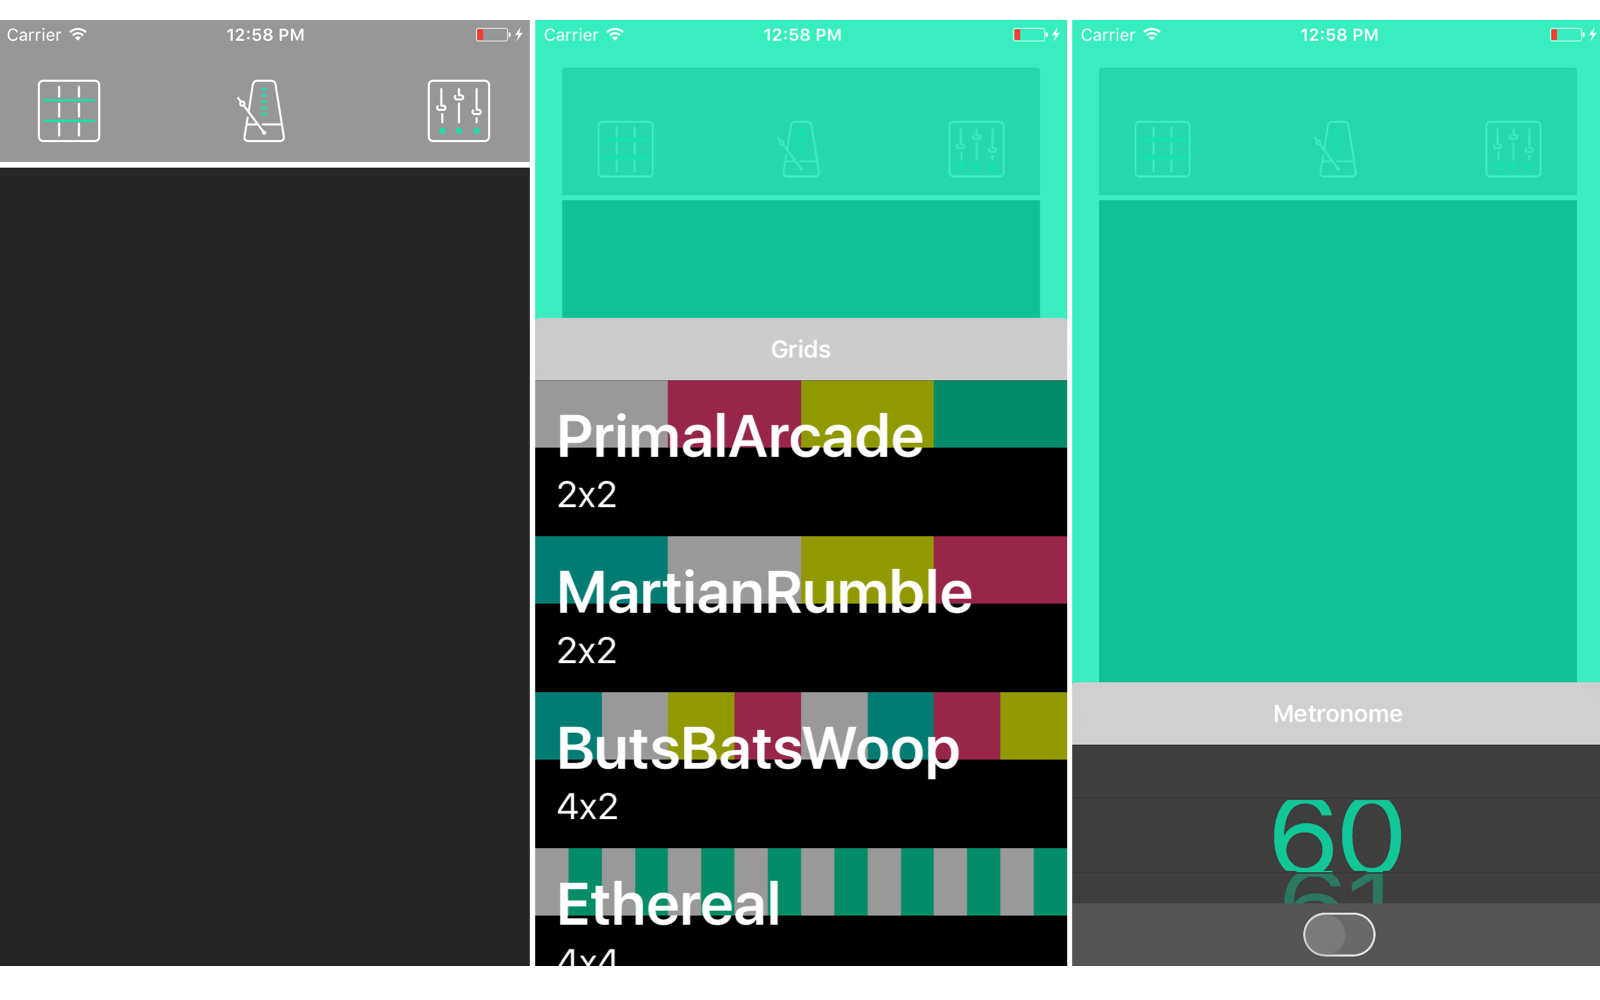 Carrier 12:58 PM
Carrier 12:58 PM
Grids
PrimalArcade
2x2
MartianRumble
2x2
ButsBatsWoop
4x2
Ethereal
4x4
Carrier 12:58 PM
Metronome
60
61